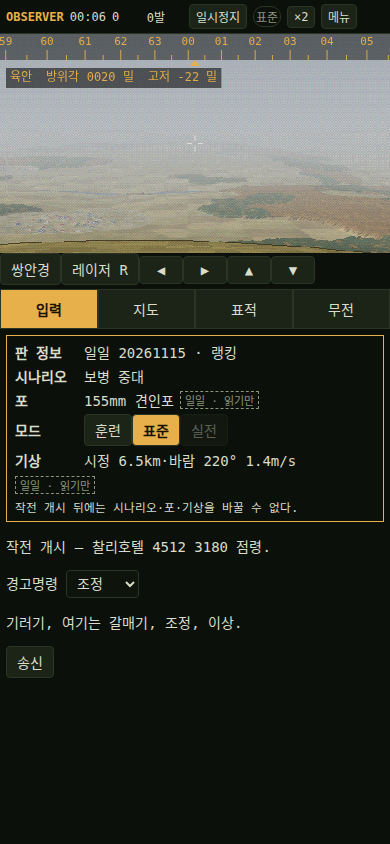 OBSERVER 00:06 0 0발 일시정지 표준 ×2 메뉴
59 60 61 62 63 00 01 02 03 04 05
육안 방위각 0020 밀 고저 -22 밀
쌍안경 레이저 R ◀ ▶ ▲ ▼
입력 지도 표적 무전
판 정보 일일 20261115 · 랭킹
시나리오 보병 중대
포 155mm 견인포 일일 · 읽기만
모드 훈련 표준 실전
기상 시정 6.5km·바람 220° 1.4m/s
일일 · 읽기만
작전 개시 뒤에는 시나리오·포·기상을 바꿀 수 없다.
작전 개시 — 찰리호텔 4512 3180 점령.
경고명령 조정
기러기, 여기는 갈매기, 조정, 이상.
송신